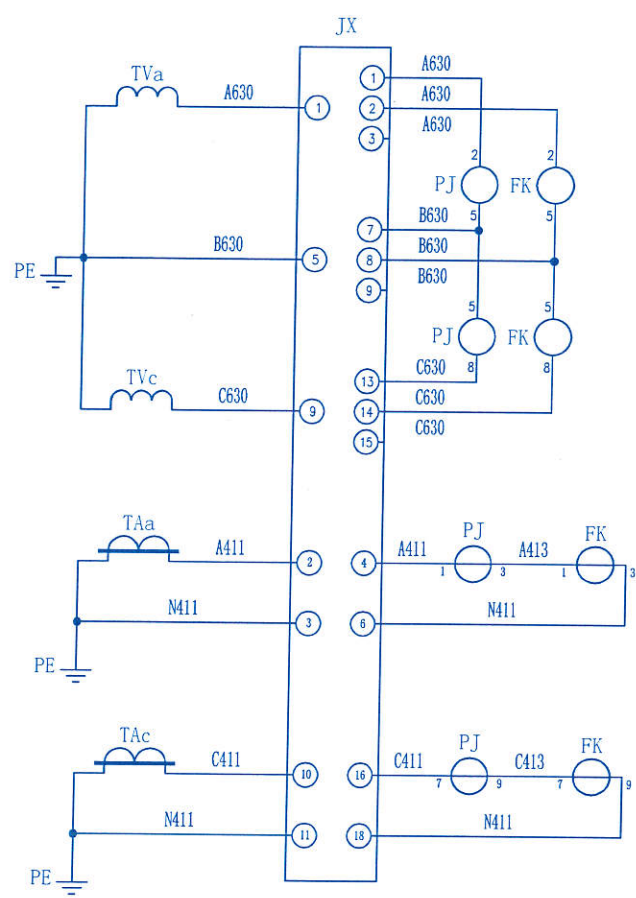 JX
TVa
A630
1
1
A630
2
A630
3
A630
2
PJ
2
FK
5
5
7
B630
8
B630
9
B630
B630
5
PE
5
PJ
8
5
FK
8
TVc
C630
9
13
C630
14
C630
15
C630
TAa
A411
2
N411
3
PE
4
A411
1
PJ
3
A413
1
FK
3
6
N411
TAc
C411
10
N411
11
PE
16
C411
7
PJ
9
C413
7
FK
9
18
N411